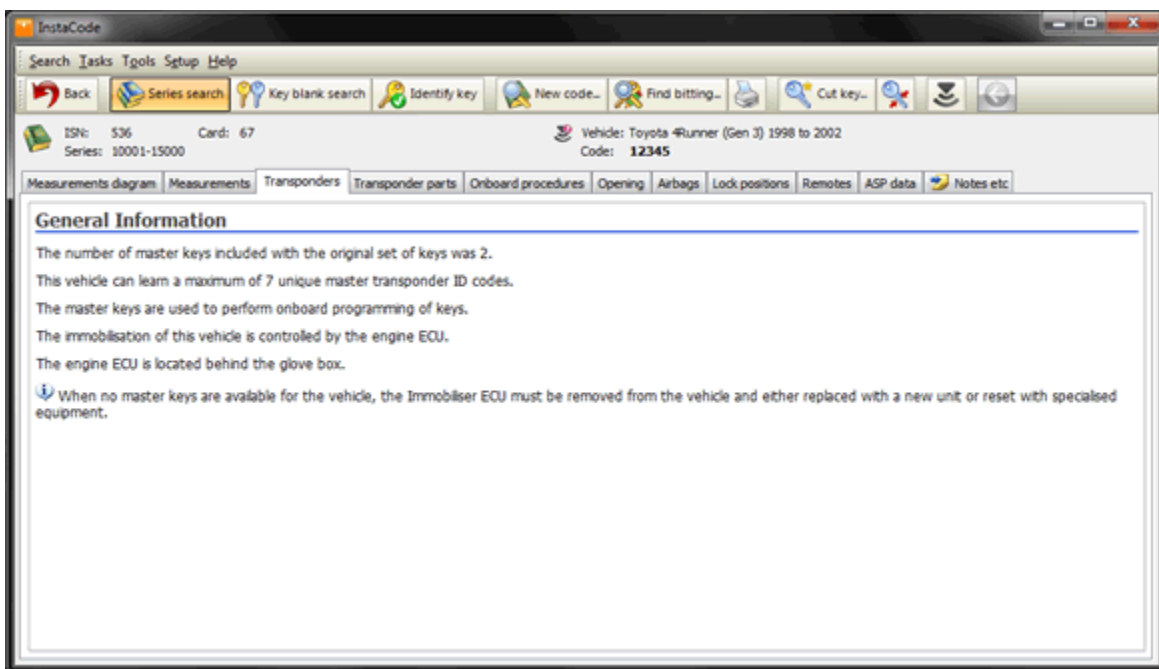 InstaCode
Search Tasks Tools Setup Help
Back Series search Key blank search Identify key New code... Find bitting... Cut key...
ISN: 536 Card: 67 Vehicle: Toyota 4Runner (Gen 3) 1998 to 2002
Series: 10001-15000 Code: 12345
Measurements diagram Measurements Transponders Transponder parts Onboard procedures Opening Airbags Lock positions Remotes ASP data Notes etc
General Information
The number of master keys included with the original set of keys was 2.
This vehicle can learn a maximum of 7 unique master transponder ID codes.
The master keys are used to perform onboard programming of keys.
The immobilisation of this vehicle is controlled by the engine ECU.
The engine ECU is located behind the glove box.
When no master keys are available for the vehicle, the Immobiliser ECU must be removed from the vehicle and either replaced with a new unit or reset with specialised
equipment.